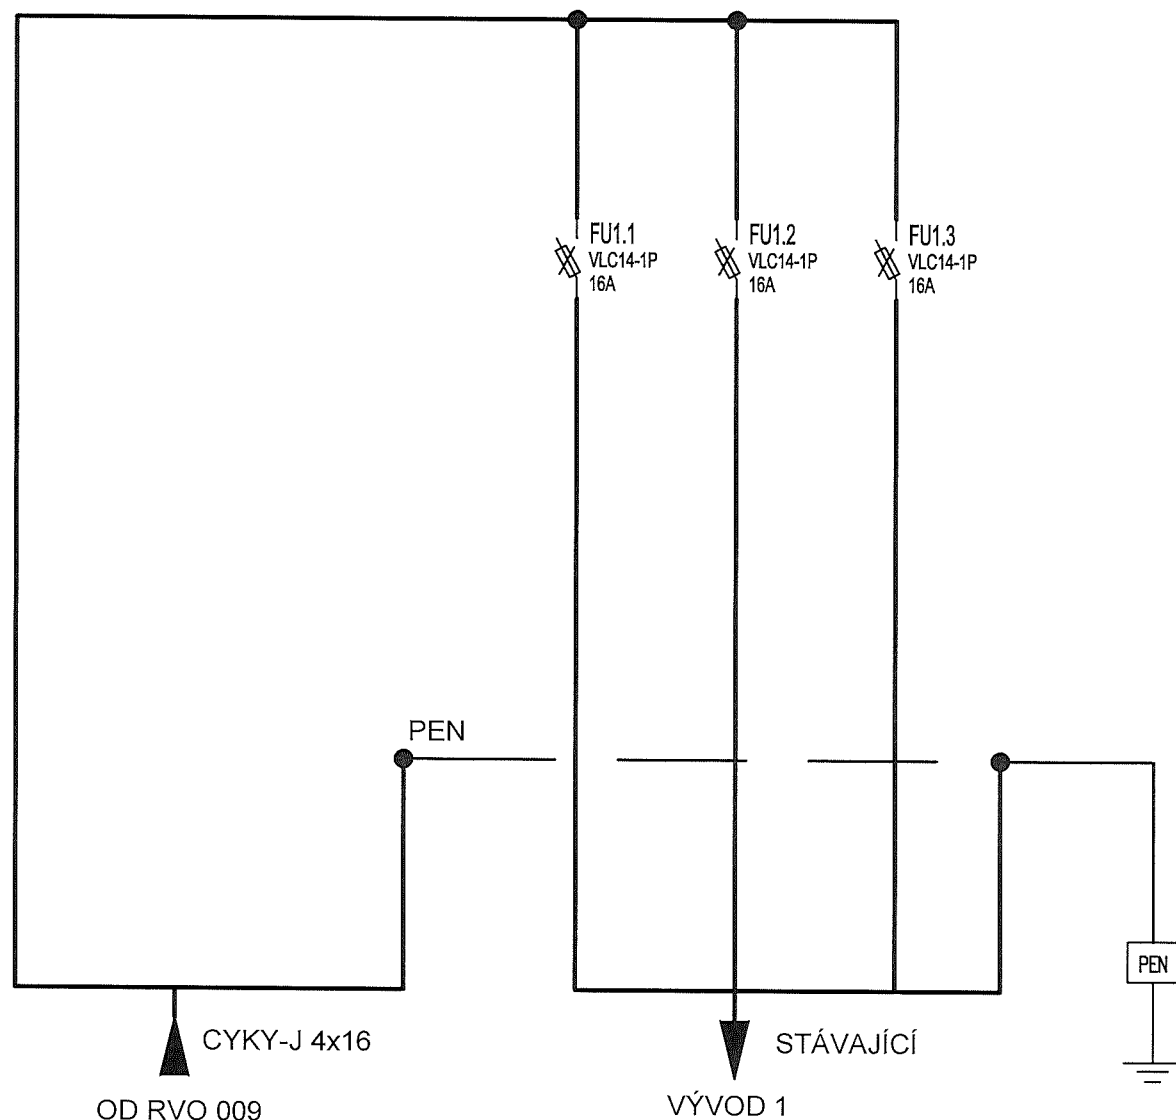 FU1.1
VLC14-1P
16A
FU1.2
VLC14-1P
16A
FU1.3
VLC14-1P
16A
PEN
PEN
CYKY-J 4x16
STÁVAJÍCÍ
OD RVO 009
VÝVOD 1